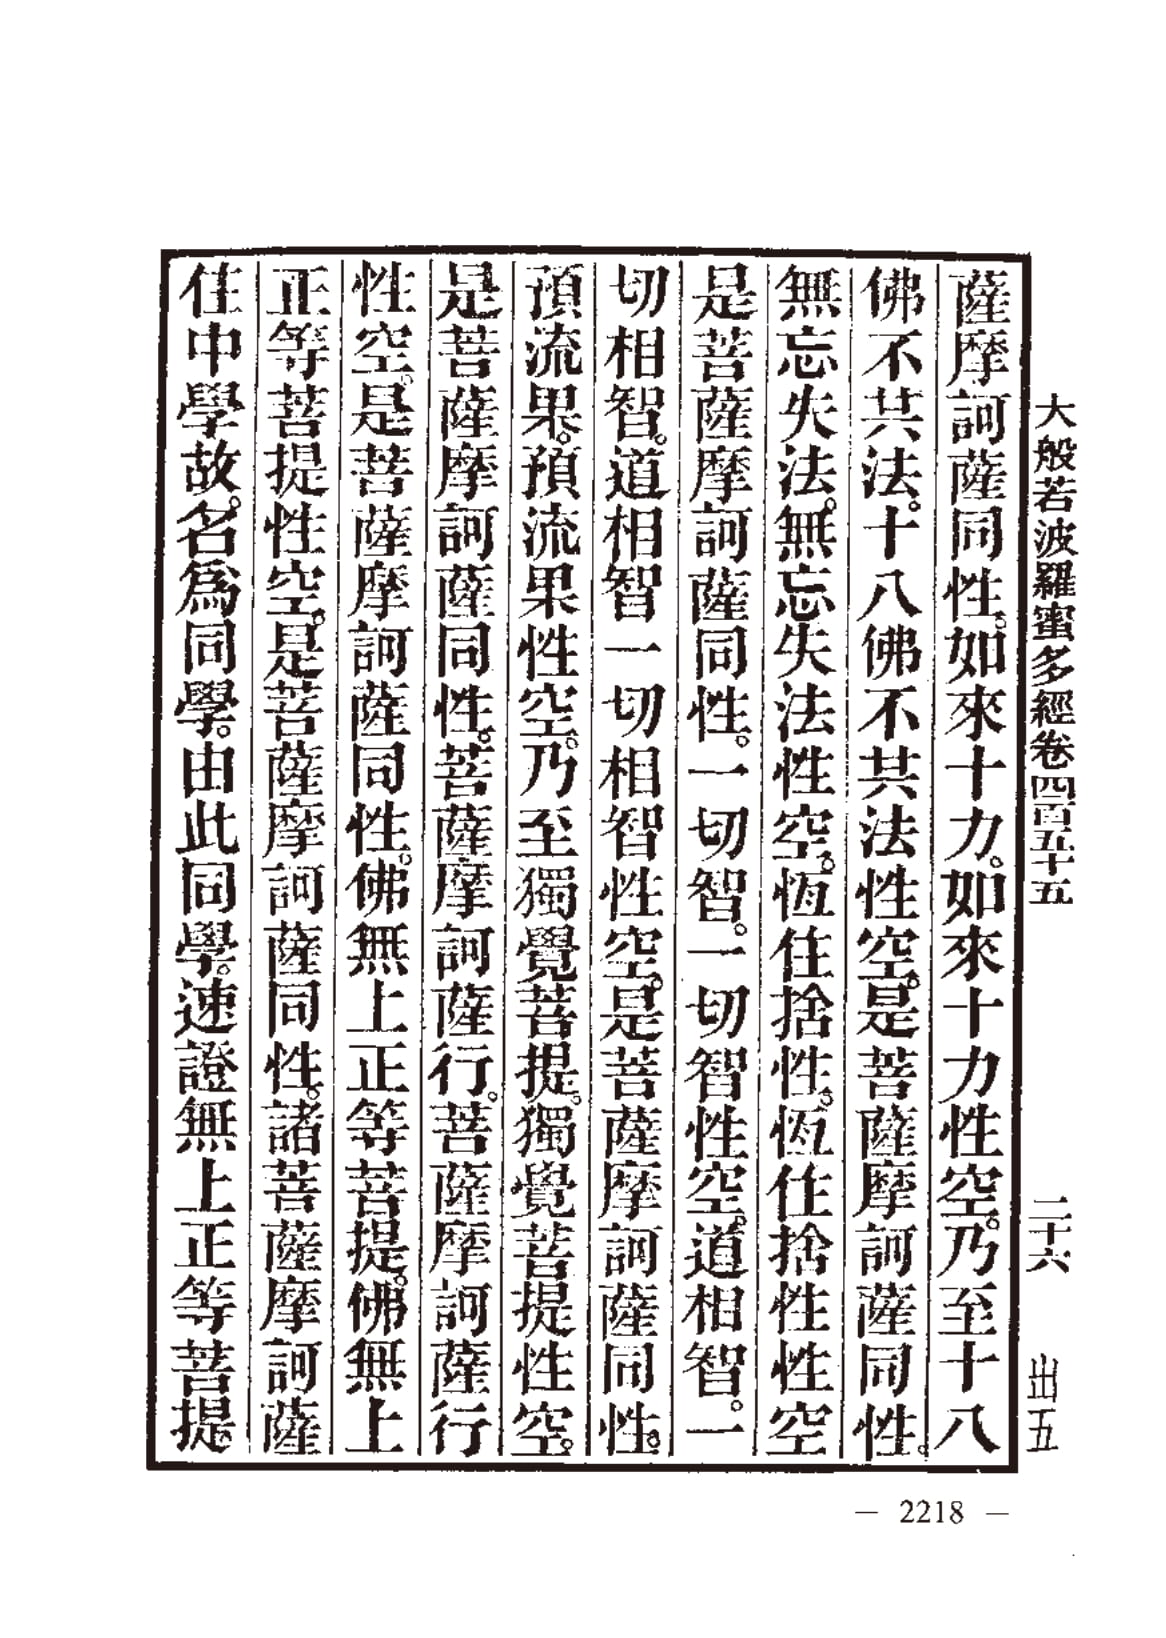 大般若波羅蜜多經卷四百五十五 二十六 出五
薩摩訶薩同性。如來十力。如來十力性空。乃至十八
佛不共法。十八佛不共法性空。是菩薩摩訶薩同性。
無忘失法。無忘失法性空。恆住捨性。恆住捨性性空
是菩薩摩訶薩同性。一切智。一切智性空。道相智。一
切相智。道相智一切相智性空。是菩薩摩訶薩同性。
預流果。預流果性空。乃至獨覺菩提。獨覺菩提性空。
是菩薩摩訶薩同性。菩薩摩訶薩行。菩薩摩訶薩行
性空。是菩薩摩訶薩同性。佛無上正等菩提。佛無上
正等菩提性空。是菩薩摩訶薩同性。諸菩薩摩訶薩
住中學故。名為同學。由此同學。速證無上正等菩提。
— 2218 —